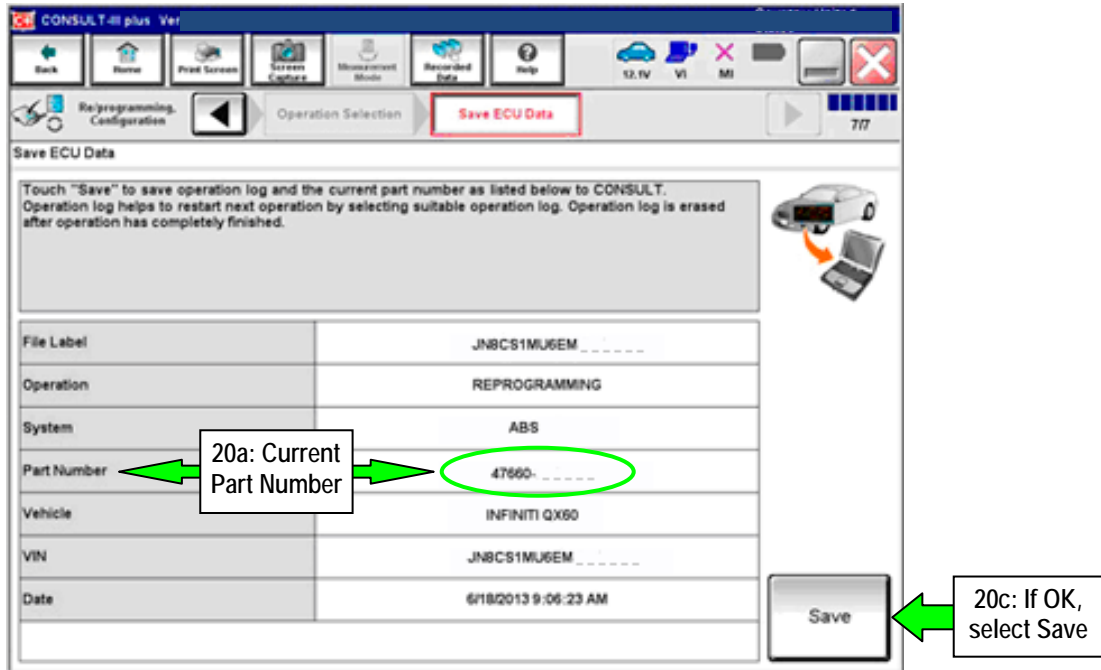 CONSULT-III plus Ver
Back
Home
Print Screen
Screen Capture
Measurement Mode
Recorded Data
Help
12.1V
VI
MI
Re/programming, Configuration
Operation Selection
Save ECU Data
7/7
Save ECU Data
Touch "Save" to save operation log and the current part number as listed below to CONSULT.
Operation log helps to restart next operation by selecting suitable operation log. Operation log is erased
after operation has completely finished.
File Label JN8CS1MU6EM_ _ _ _ _ _
Operation REPROGRAMMING
System ABS
20a: Current
Part Number
Part Number 47660-_ _ _ _ _
Vehicle INFINITI QX60
VIN JN8CS1MU6EM_ _ _ _ _ _
Date 6/18/2013 9:06:23 AM
Save
20c: If OK,
select Save